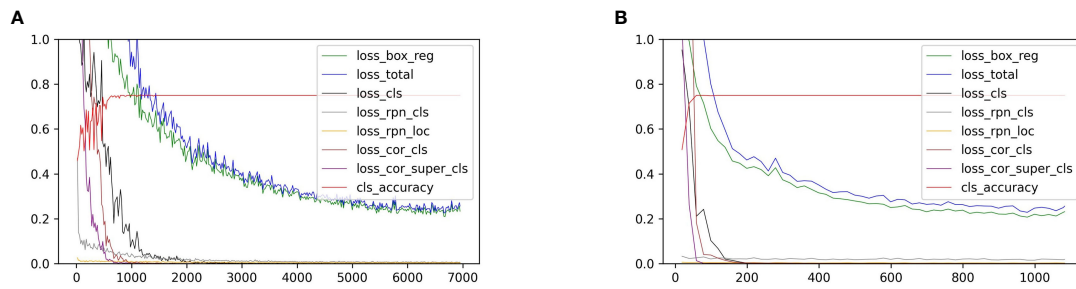 A
1.0
0.8
0.6
0.4
0.2
0.0
0 1000 2000 3000 4000 5000 6000 7000
loss_box_reg
loss_total
loss_cls
loss_rpn_cls
loss_rpn_loc
loss_cor_cls
loss_cor_super_cls
cls_accuracy
B
1.0
0.8
0.6
0.4
0.2
0.0
0 200 400 600 800 1000
loss_box_reg
loss_total
loss_cls
loss_rpn_cls
loss_rpn_loc
loss_cor_cls
loss_cor_super_cls
cls_accuracy